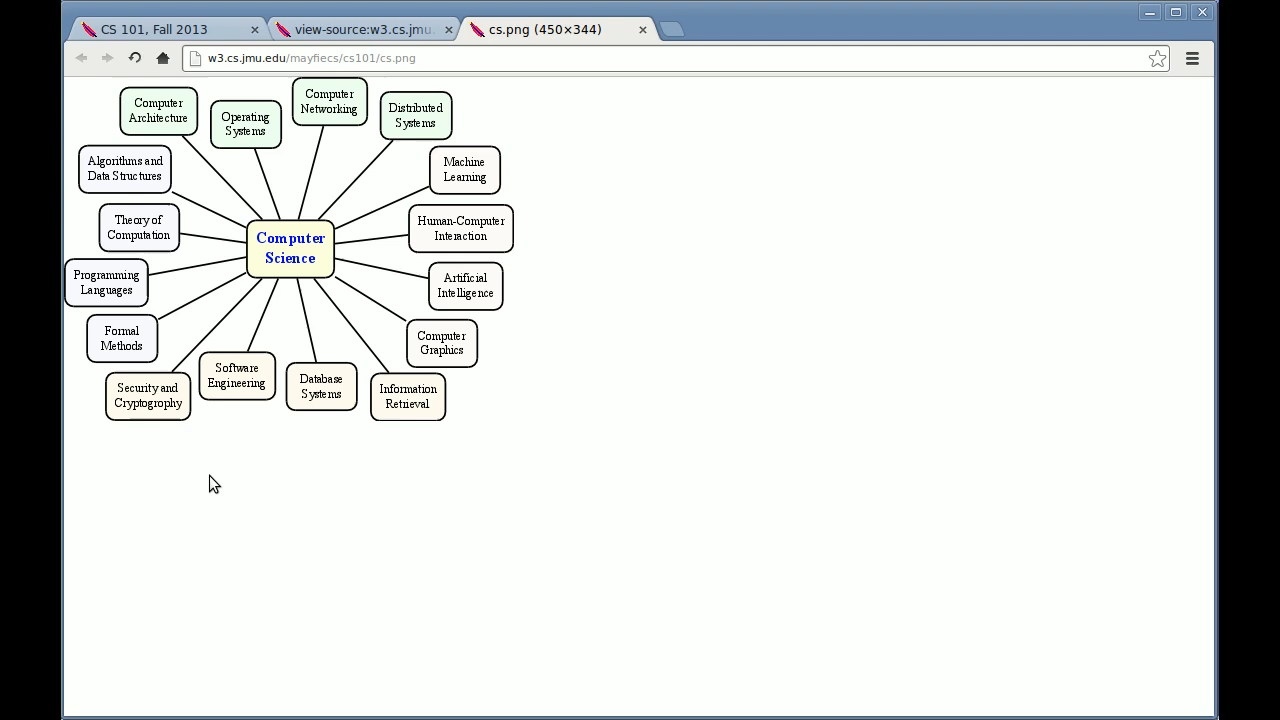 CS 101, Fall 2013
view-source:w3.cs.jmu.
cs.png (450×344)
w3.cs.jmu.edu/mayfiecs/cs101/cs.png
Computer
Architecture
Operating
Systems
Computer
Networking
Distributed
Systems
Algorithms and
Data Structures
Machine
Learning
Theory of
Computation
Human-Computer
Interaction
Computer
Science
Programming
Languages
Artificial
Intelligence
Formal
Methods
Computer
Graphics
Security and
Cryptography
Software
Engineering
Database
Systems
Information
Retrieval